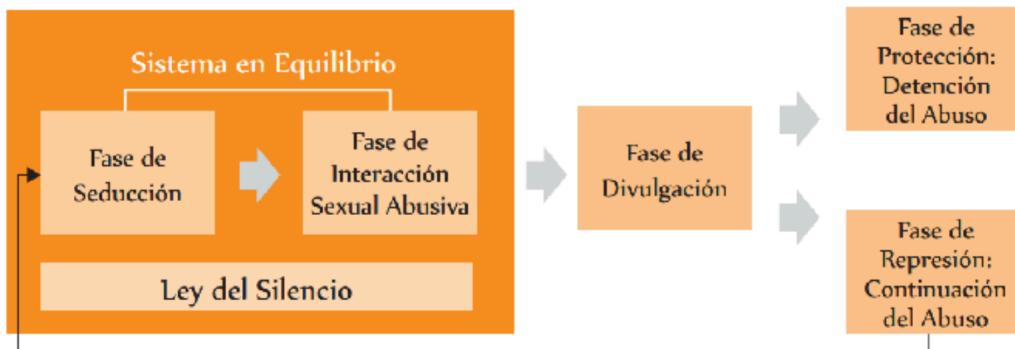 Sistema en Equilibrio
Fase de
Seducción
Fase de
Interacción
Sexual Abusiva
Ley del Silencio
Fase de
Divulgación
Fase de
Protección:
Detención
del Abuso
Fase de
Represión:
Continuación
del Abuso